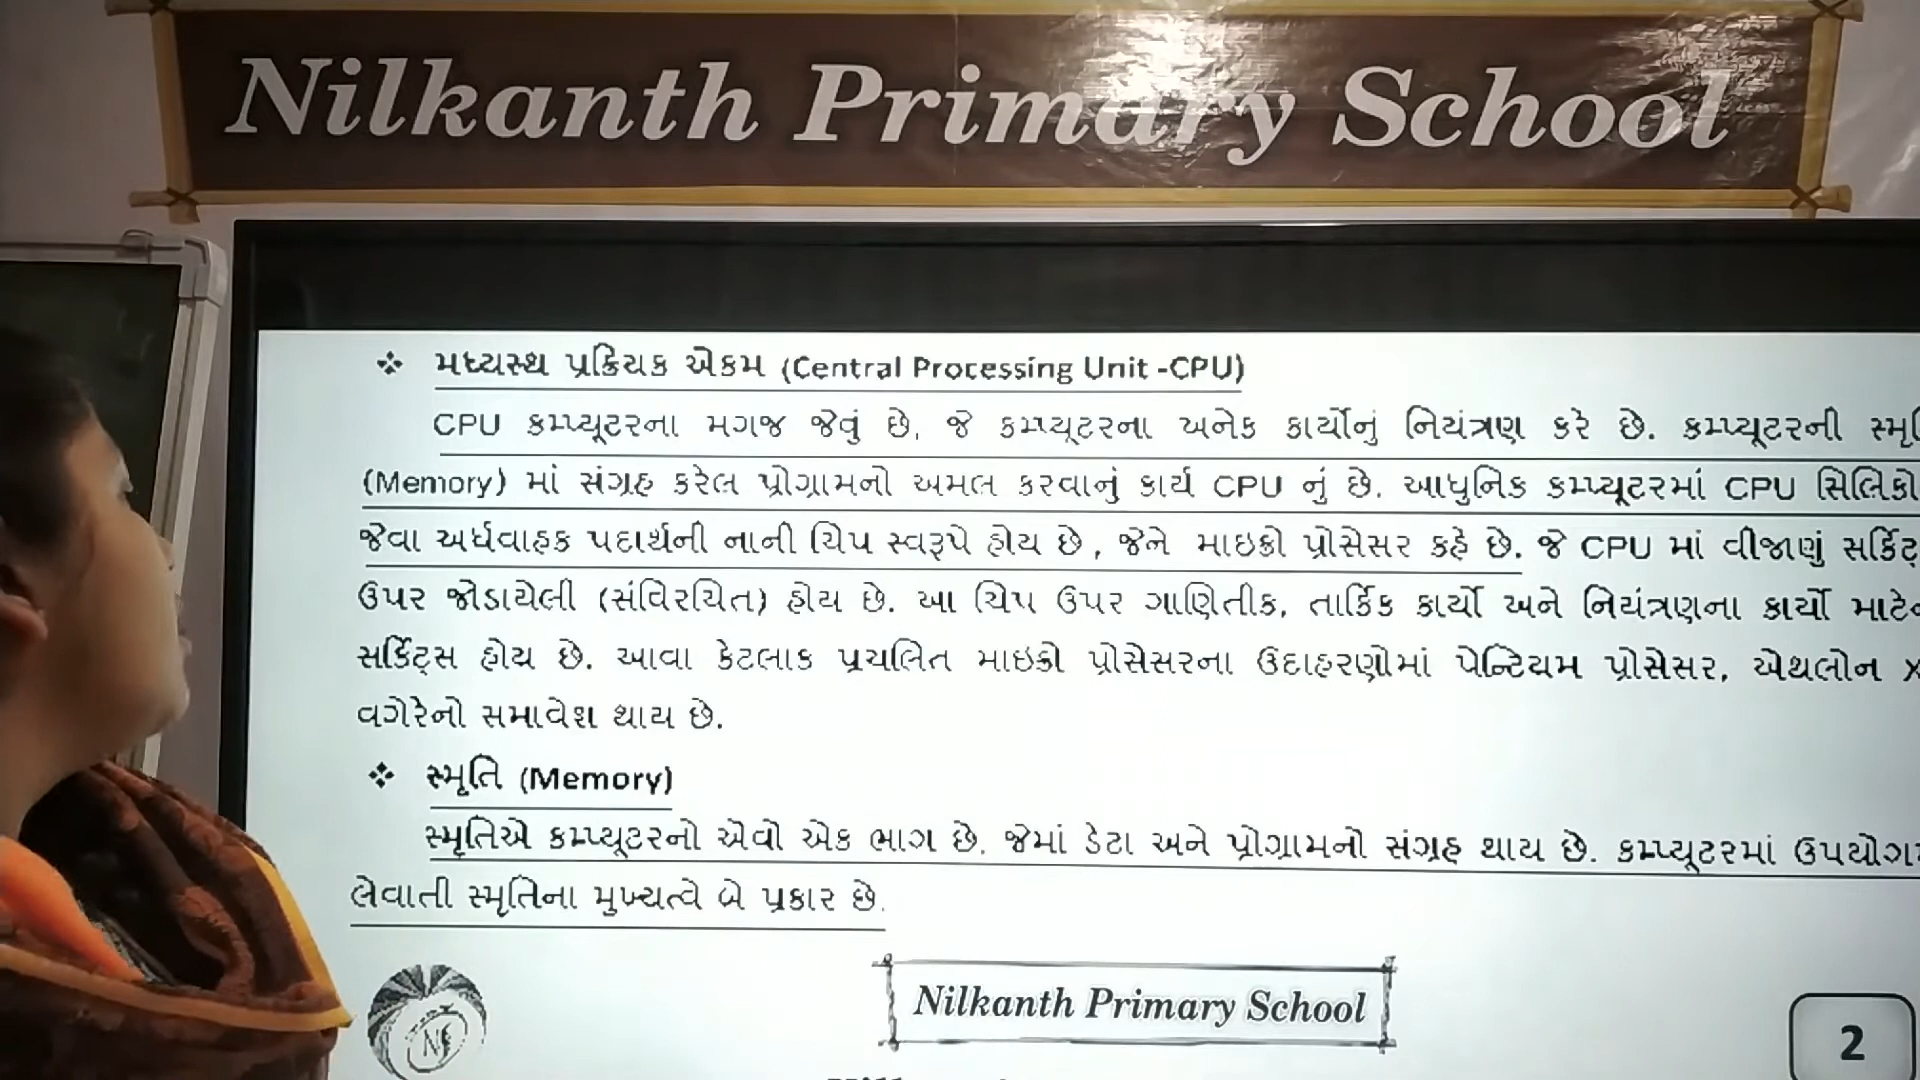 Nilkanth Primary School
❖ મધ્યસ્થ પ્રક્રિયક એકમ (Central Processing Unit -CPU)
CPU કમ્પ્યૂટરના મગજ જેવું છે, જે કમ્પ્યૂટરના અનેક કાર્યોનું નિયંત્રણ કરે છે. કમ્પ્યૂટરની
(Memory) માં સંગ્રહ કરેલ પ્રોગ્રામનો અમલ કરવાનું કાર્ય CPU નું છે. આધુનિક કમ્પ્યૂટરમાં CPU
જેવા અર્ધવાહક પદાર્થની નાની ચિપ સ્વરૂપે હોય છે, જેને માઇક્રો પ્રોસેસર કહે છે. જે CPU માં વીજાણું
ઉપર જોડાયેલી (સંવિરચિત) હોય છે. આ ચિપ ઉપર ગાણિતીક, તાર્કિક કાર્યો અને નિયંત્રણના કાર્યો
સર્કિટ્સ હોય છે. આવા કેટલાક પ્રચલિત માઇક્રો પ્રોસેસરના ઉદાહરણોમાં પેન્ટિયમ પ્રોસેસર, એથલોન
વગેરેનો સમાવેશ થાય છે.
❖ સ્મૃતિ (Memory)
સ્મૃતિએ કમ્પ્યૂટરનો એવો એક ભાગ છે. જેમાં ડેટા અને પ્રોગ્રામનો સંગ્રહ થાય છે. કમ્પ્યૂટરમાં
લેવાતી સ્મૃતિના મુખ્યત્વે બે પ્રકાર છે.
Nilkanth Primary School
2